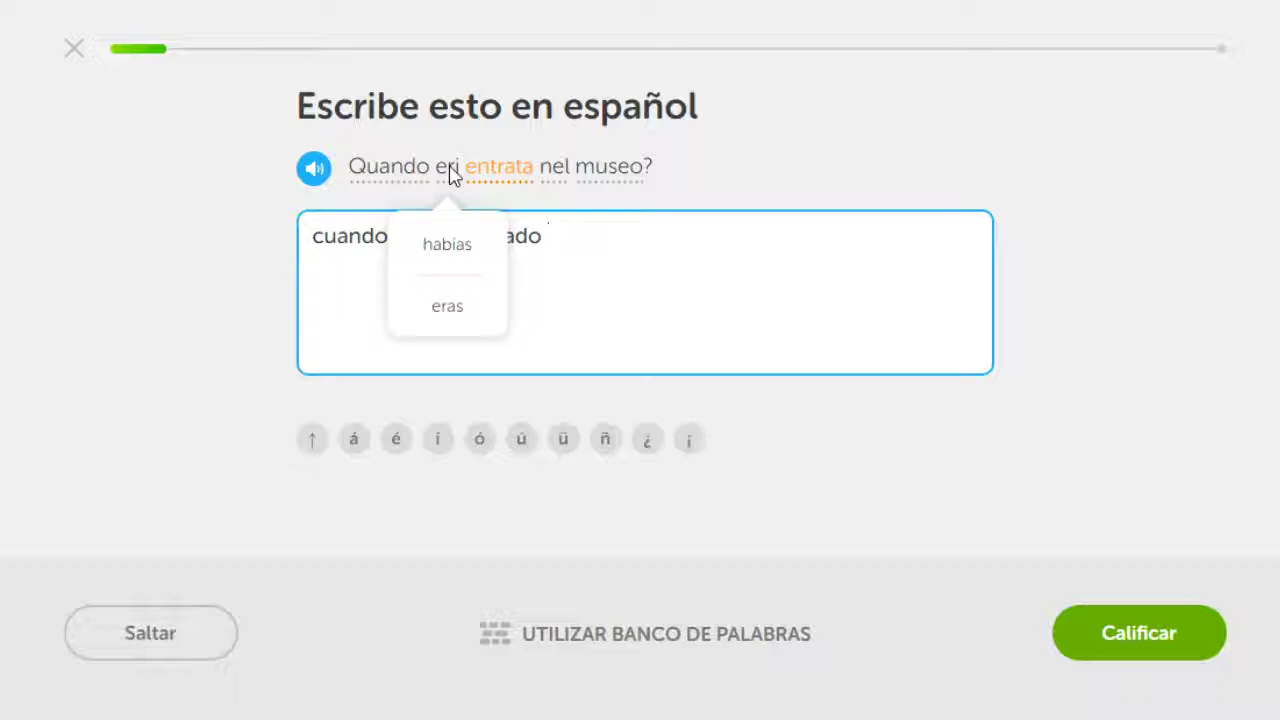 Escribe esto en español
Quando eri entrata nel museo?
cuando ado
habías
eras
↑ á é í ó ú ü ñ ¿ ¡
Saltar
UTILIZAR BANCO DE PALABRAS
Calificar